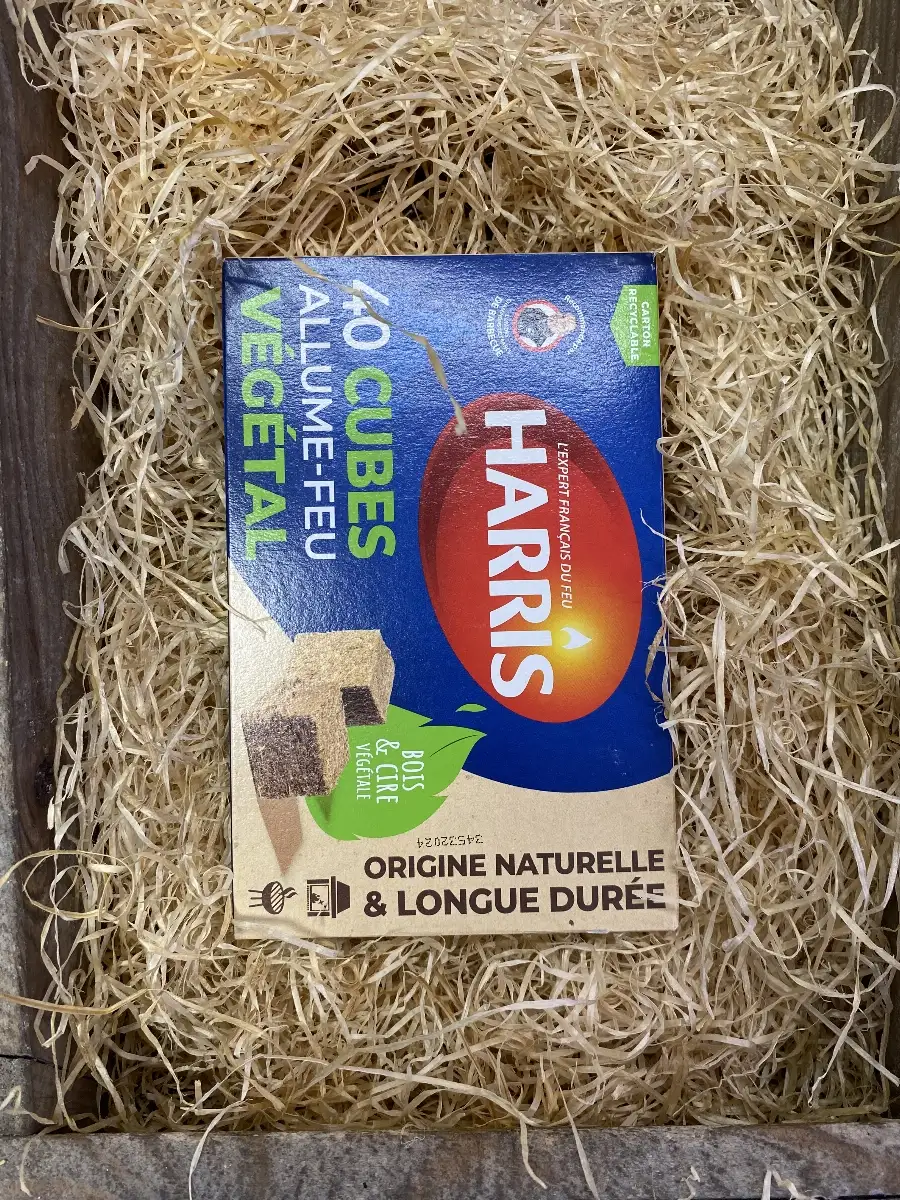 CARTON
RECYCLABLE
L'EXPERT FRANÇAIS DU FEU
HARRIS
40 CUBES
ALLUME-FEU
VÉGÉTAL
BOIS
& CIRE
VÉGÉTALE
34532024
ORIGINE NATURELLE
& LONGUE DURÉE